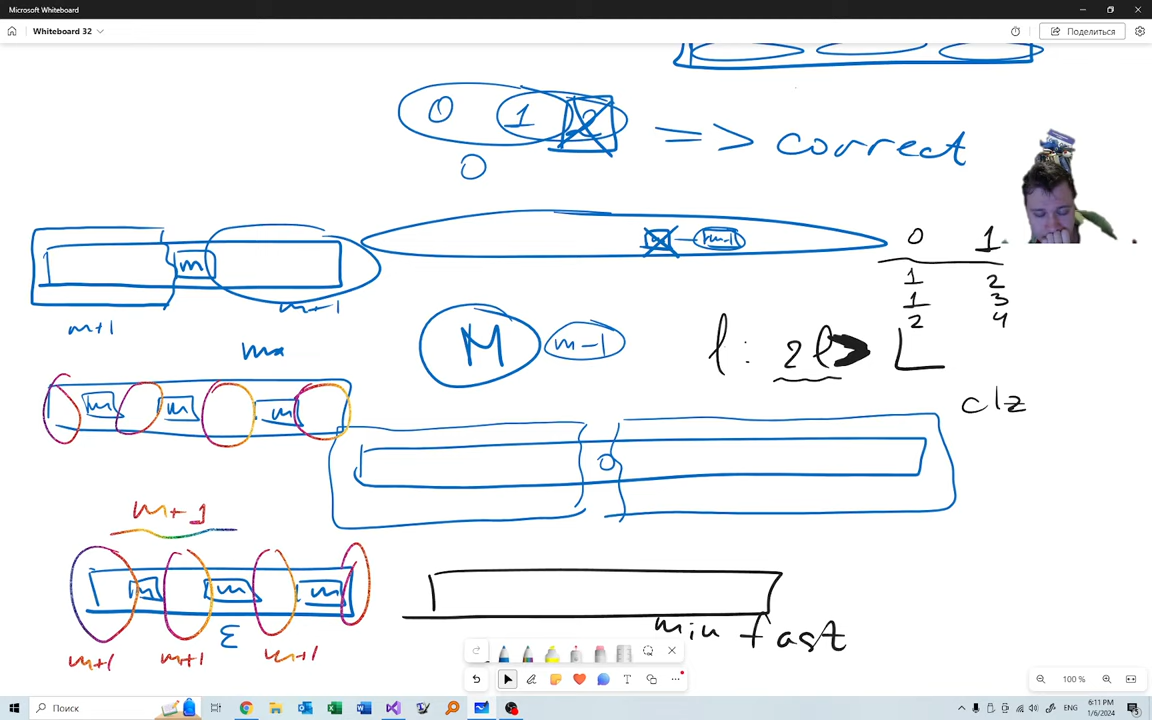 Microsoft Whiteboard
Whiteboard 32
Поделиться
0 1 2
0
=> correct
m
m-1
0 1
1 2
1 3
2 4
m+1
m+1
ma
M
m-1
l: 2l > L
clz
m m m
0
m+1
m m m
m+1 m+1 m+1
min fast
100 %
Поиск
ENG
6:11 PM
1/6/2024